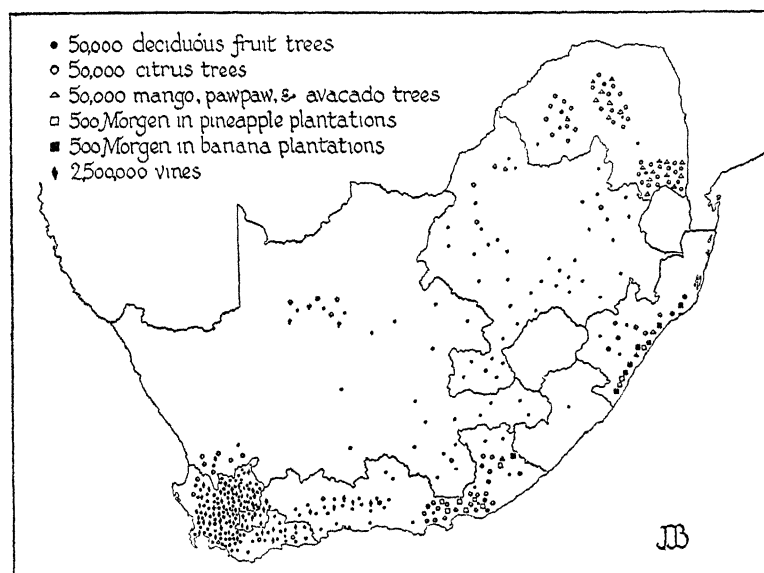 50,000 deciduous fruit trees
50,000 citrus trees
50,000 mango, pawpaw, & avacado trees
500 Morgen in pineapple plantations
500 Morgen in banana plantations
2,500,000 vines